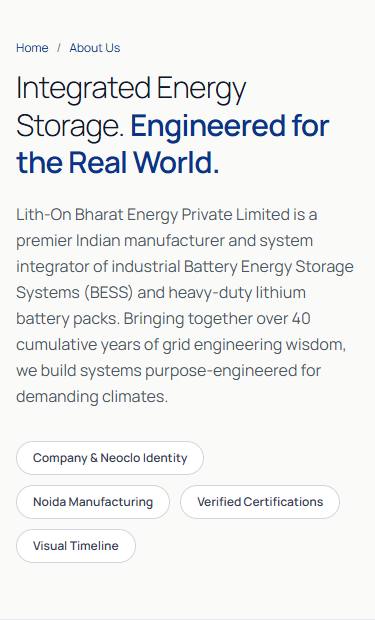 Home / About Us
Integrated Energy
Storage. Engineered for
the Real World.
Lith-On Bharat Energy Private Limited is a
premier Indian manufacturer and system
integrator of industrial Battery Energy Storage
Systems (BESS) and heavy-duty lithium
battery packs. Bringing together over 40
cumulative years of grid engineering wisdom,
we build systems purpose-engineered for
demanding climates.
Company & Neoclo Identity
Noida Manufacturing Verified Certifications
Visual Timeline